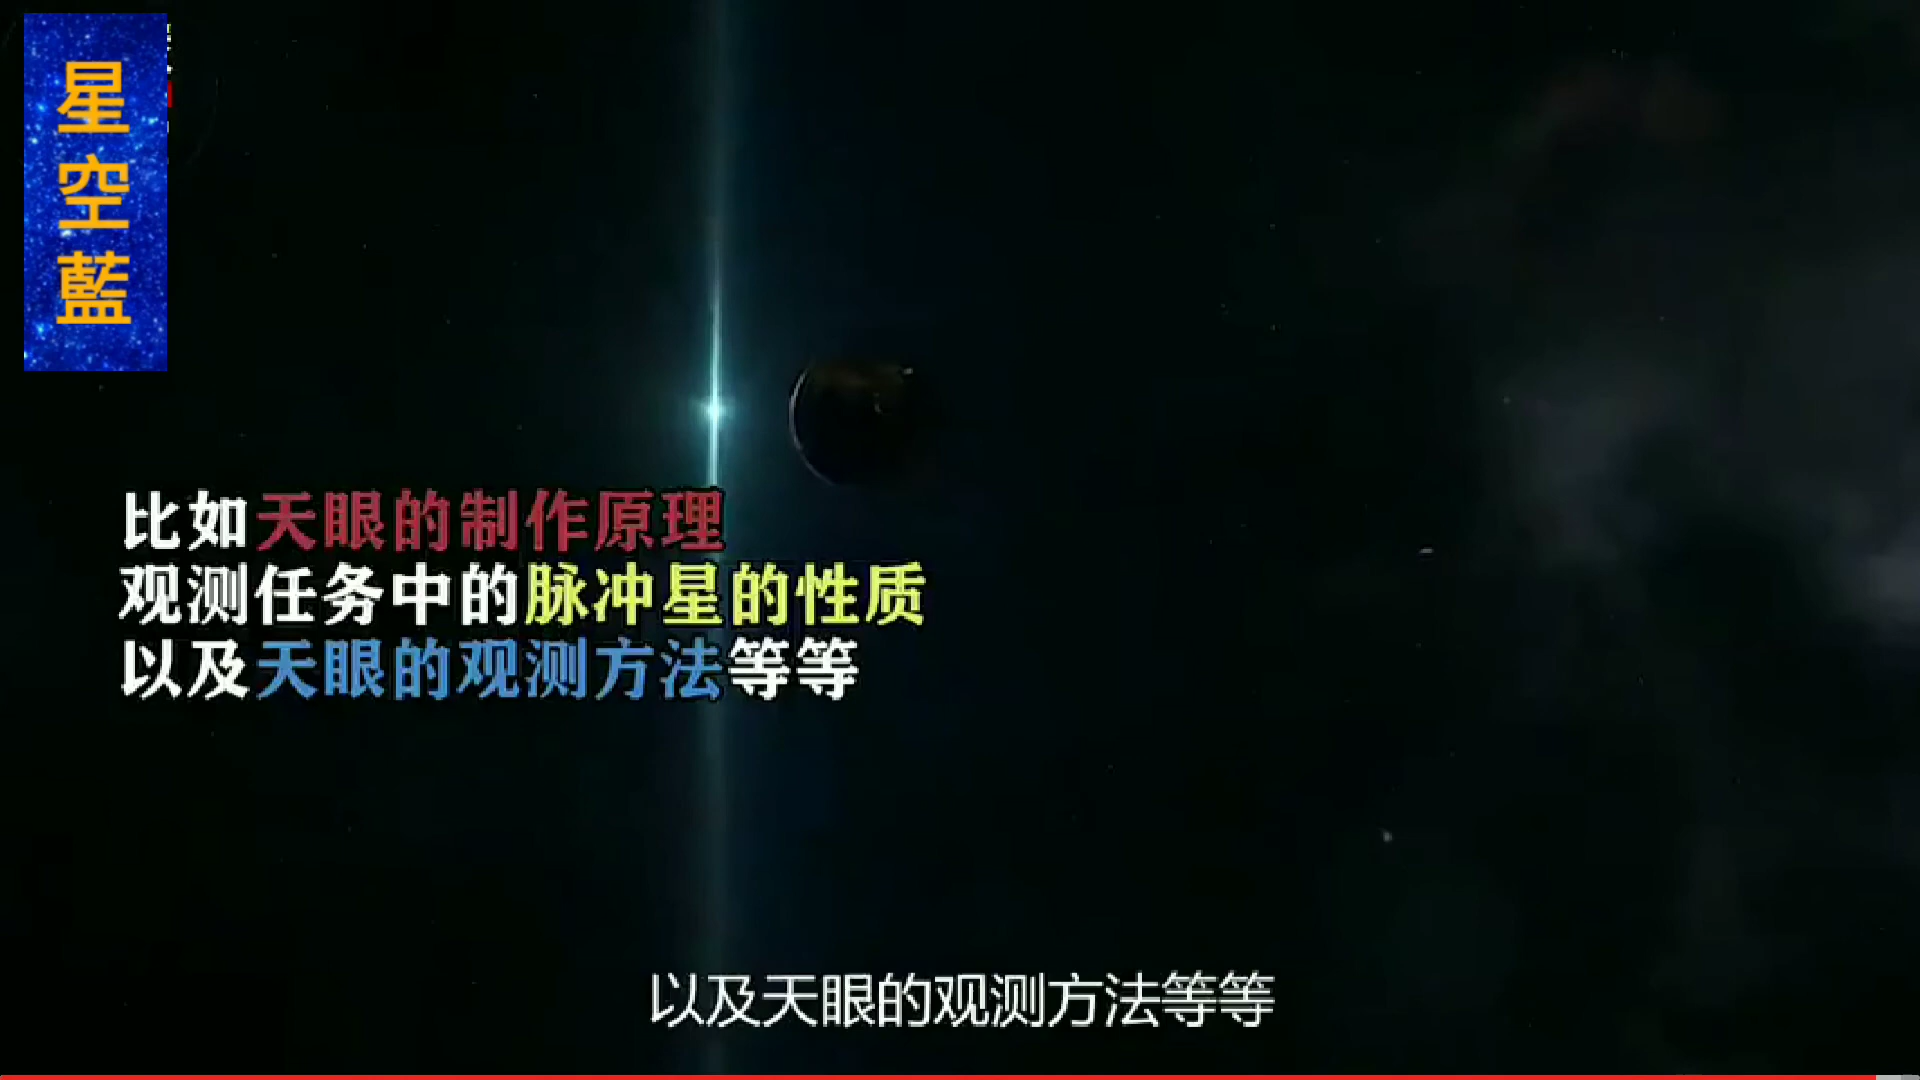 星空藍
比如天眼的制作原理
观测任务中的脉冲星的性质
以及天眼的观测方法等等
以及天眼的观测方法等等